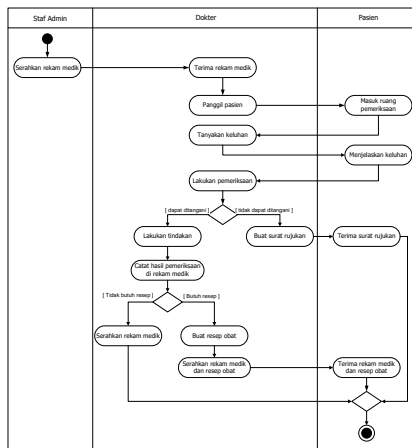 Staf Admin
Dokter
Pasien
Serahkan rekam medik
Terima rekam medik
Panggil pasien
Masuk ruang
pemeriksaan
Tanyakan keluhan
Menjelaskan keluhan
Lakukan pemeriksaan
[ dapat ditangani ]
[ tidak dapat ditangani ]
Lakukan tindakan
Buat surat rujukan
Terima surat rujukan
Catat hasil pemeriksaan
di rekam medik
[ Tidak butuh resep ]
[ Butuh resep ]
Serahkan rekam medik
Buat resep obat
Serahkan rekam medik
dan resep obat
Terima rekam medik
dan resep obat